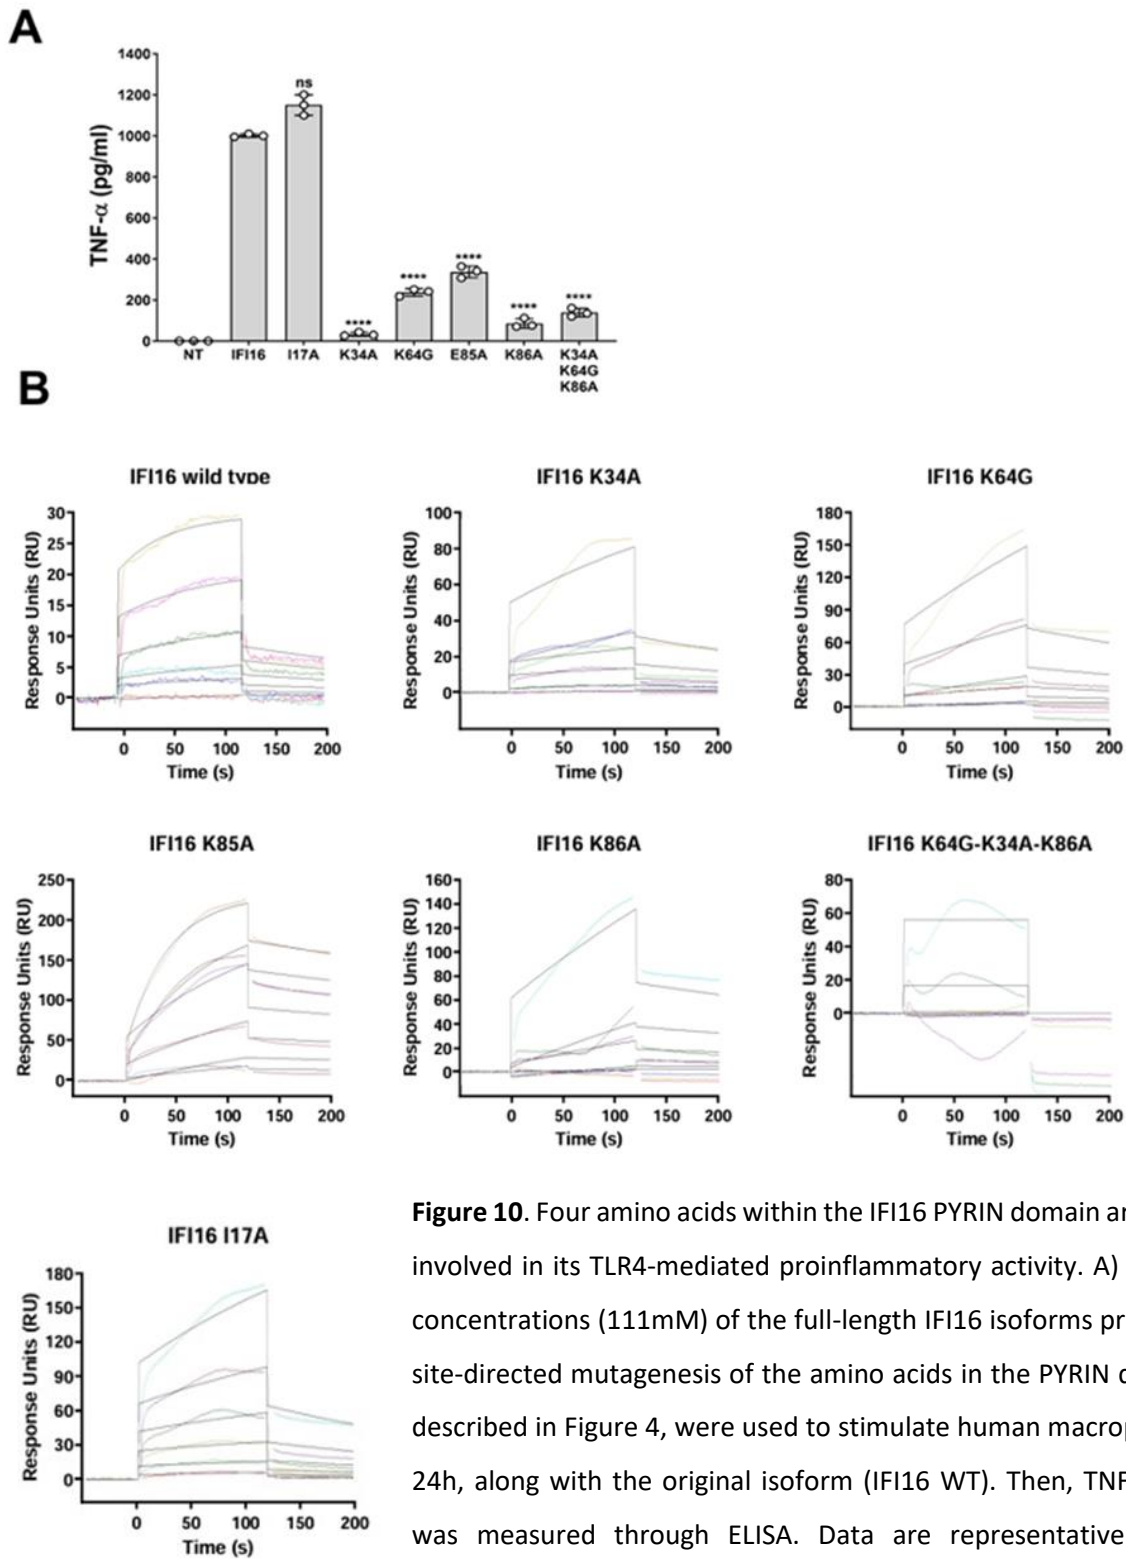 A
1400
1200
1000
800
600
400
200
0
TNF-α (pg/ml)
ns
****
****
****
****
****
NT IFI16 I17A K34A K64G E85A K86A K34A
K64G
K86A
B
IFI16 wild type
30
25
20
15
10
5
0
Response Units (RU)
0 50 100 150 200
Time (s)
IFI16 K34A
100
80
60
40
20
0
Response Units (RU)
0 50 100 150 200
Time (s)
IFI16 K64G
180
150
120
90
60
30
0
Response Units (RU)
0 50 100 150 200
Time (s)
IFI16 K85A
250
200
150
100
50
0
Response Units (RU)
0 50 100 150 200
Time (s)
IFI16 K86A
160
140
120
100
80
60
40
20
0
Response Units (RU)
0 50 100 150 200
Time (s)
IFI16 K64G-K34A-K86A
80
60
40
20
0
Response Units (RU)
0 50 100 150 200
Time (s)
IFI16 I17A
180
150
120
90
60
30
0
Response Units (RU)
0 50 100 150 200
Time (s)
Figure 10. Four amino acids within the IFI16 PYRIN domain
involved in its TLR4-mediated proinflammatory activity. A)
concentrations (111mM) of the full-length IFI16 isoforms
site-directed mutagenesis of the amino acids in the PYRIN
described in Figure 4, were used to stimulate human
24h, along with the original isoform (IFI16 WT). Then,
was measured through ELISA. Data are representative